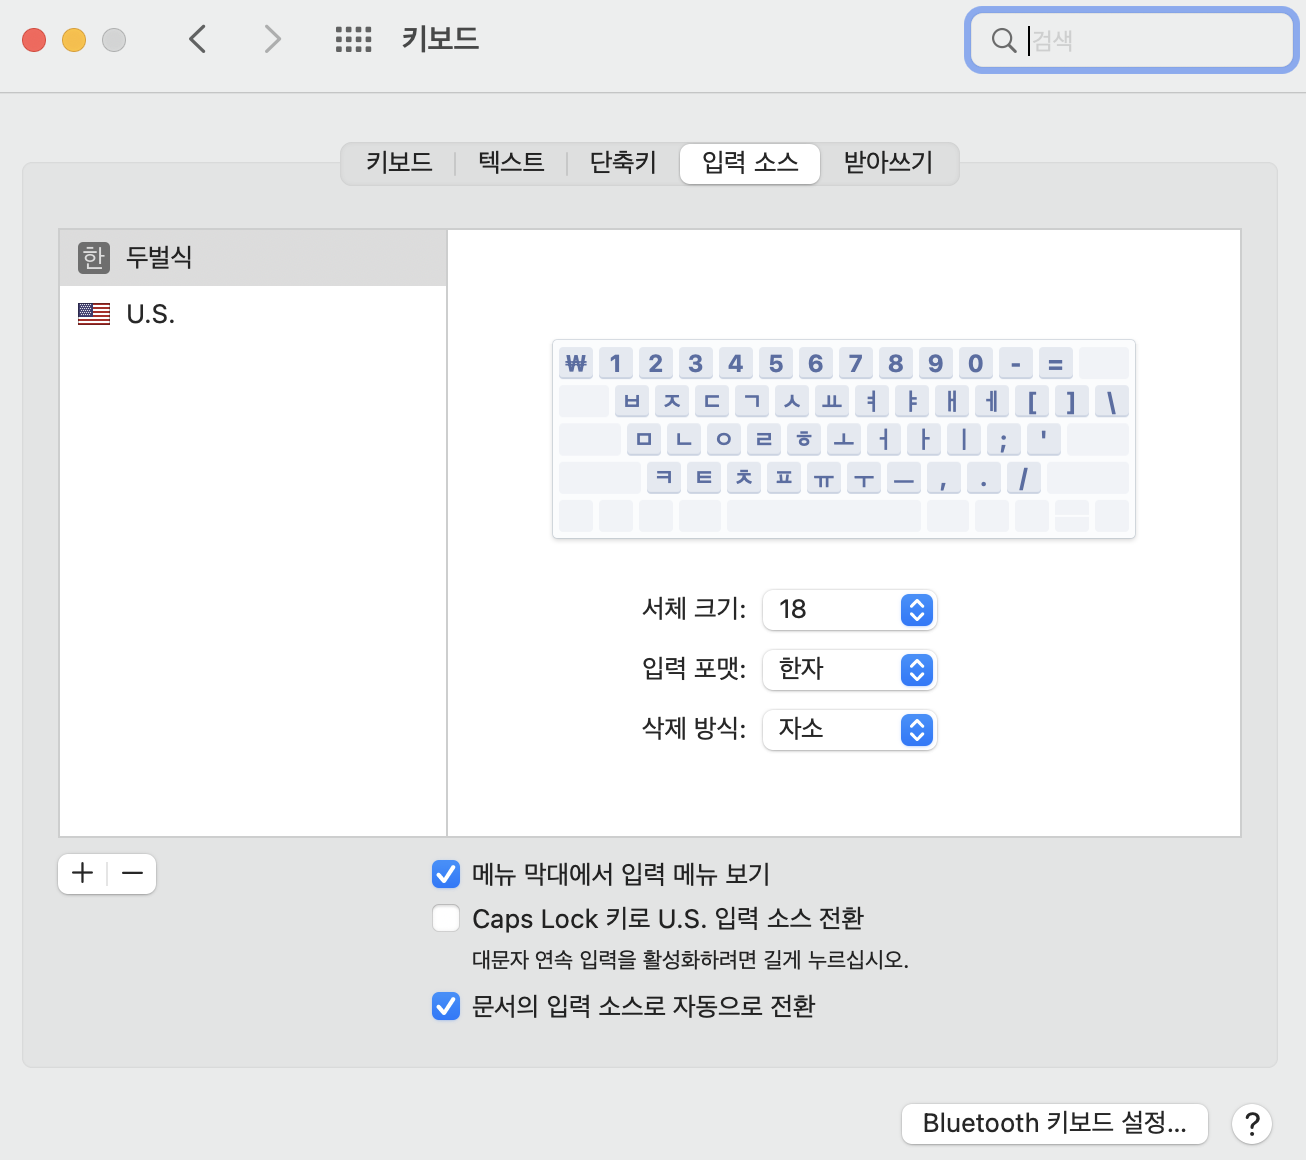 키보드
검색
키보드 텍스트 단축키 입력 소스 받아쓰기
한 두벌식
U.S.
₩ 1 2 3 4 5 6 7 8 9 0 - =
ㅂ ㅈ ㄷ ㄱ ㅅ ㅛ ㅕ ㅑ ㅐ ㅔ [ ] \
ㅁ ㄴ ㅇ ㄹ ㅎ ㅗ ㅓ ㅏ ㅣ ; '
ㅋ ㅌ ㅊ ㅍ ㅠ ㅜ ㅡ , . /
서체 크기: 18
입력 포맷: 한자
삭제 방식: 자소
+ −
메뉴 막대에서 입력 메뉴 보기
Caps Lock 키로 U.S. 입력 소스 전환
대문자 연속 입력을 활성화하려면 길게 누르십시오.
문서의 입력 소스로 자동으로 전환
Bluetooth 키보드 설정... ?